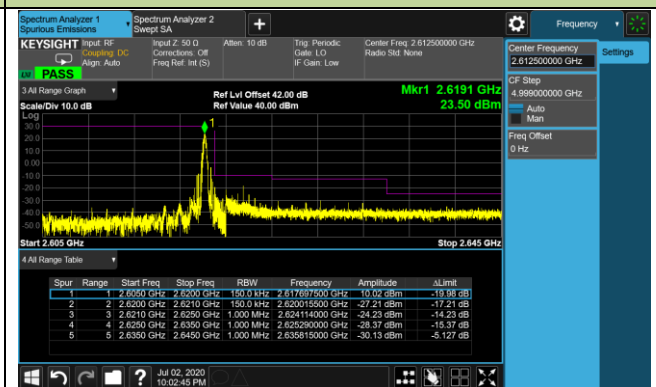 Spectrum Analyzer 1
Spurious Emissions
Spectrum Analyzer 2
Swept SA
Frequency
KEYSIGHT
Input: RF
Coupling: DC
Align: Auto
Input Z: 50 Ω
Corrections: Off
Freq Ref: Int (S)
Atten: 10 dB
Trig: Periodic
Gate: LO
IF Gain: Low
Center Freq: 2.612500000 GHz
Radio Std: None
PASS
Center Frequency
2.612500000 GHz
Settings
CF Step
4.999000000 GHz
Auto
Man
Freq Offset
0 Hz
3 All Range Graph
Scale/Div 10.0 dB
Ref Lvl Offset 42.00 dB
Ref Value 40.00 dBm
Mkr1 2.6191 GHz
23.50 dBm
Log
30.0
20.0
10.0
0.00
-10.0
-20.0
-30.0
-40.0
-50.0
1
Start 2.605 GHz
Stop 2.645 GHz
4 All Range Table
Spur Range Start Freq Stop Freq RBW Frequency Amplitude ΔLimit
1 1 2.6050 GHz 2.6200 GHz 150.0 kHz 2.617697500 GHz 10.02 dBm -19.98 dB
2 2 2.6200 GHz 2.6210 GHz 150.0 kHz 2.620015500 GHz -27.21 dBm -17.21 dB
3 3 2.6210 GHz 2.6250 GHz 1.000 MHz 2.624114000 GHz -24.23 dBm -14.23 dB
4 4 2.6250 GHz 2.6350 GHz 1.000 MHz 2.625290000 GHz -28.37 dBm -15.37 dB
5 5 2.6350 GHz 2.6450 GHz 1.000 MHz 2.635815000 GHz -30.13 dBm -5.127 dB
Jul 02, 2020
10:02:45 PM